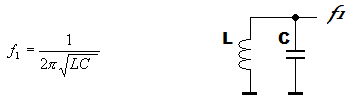 f₁ = 1 / 2π√LC
L C f1